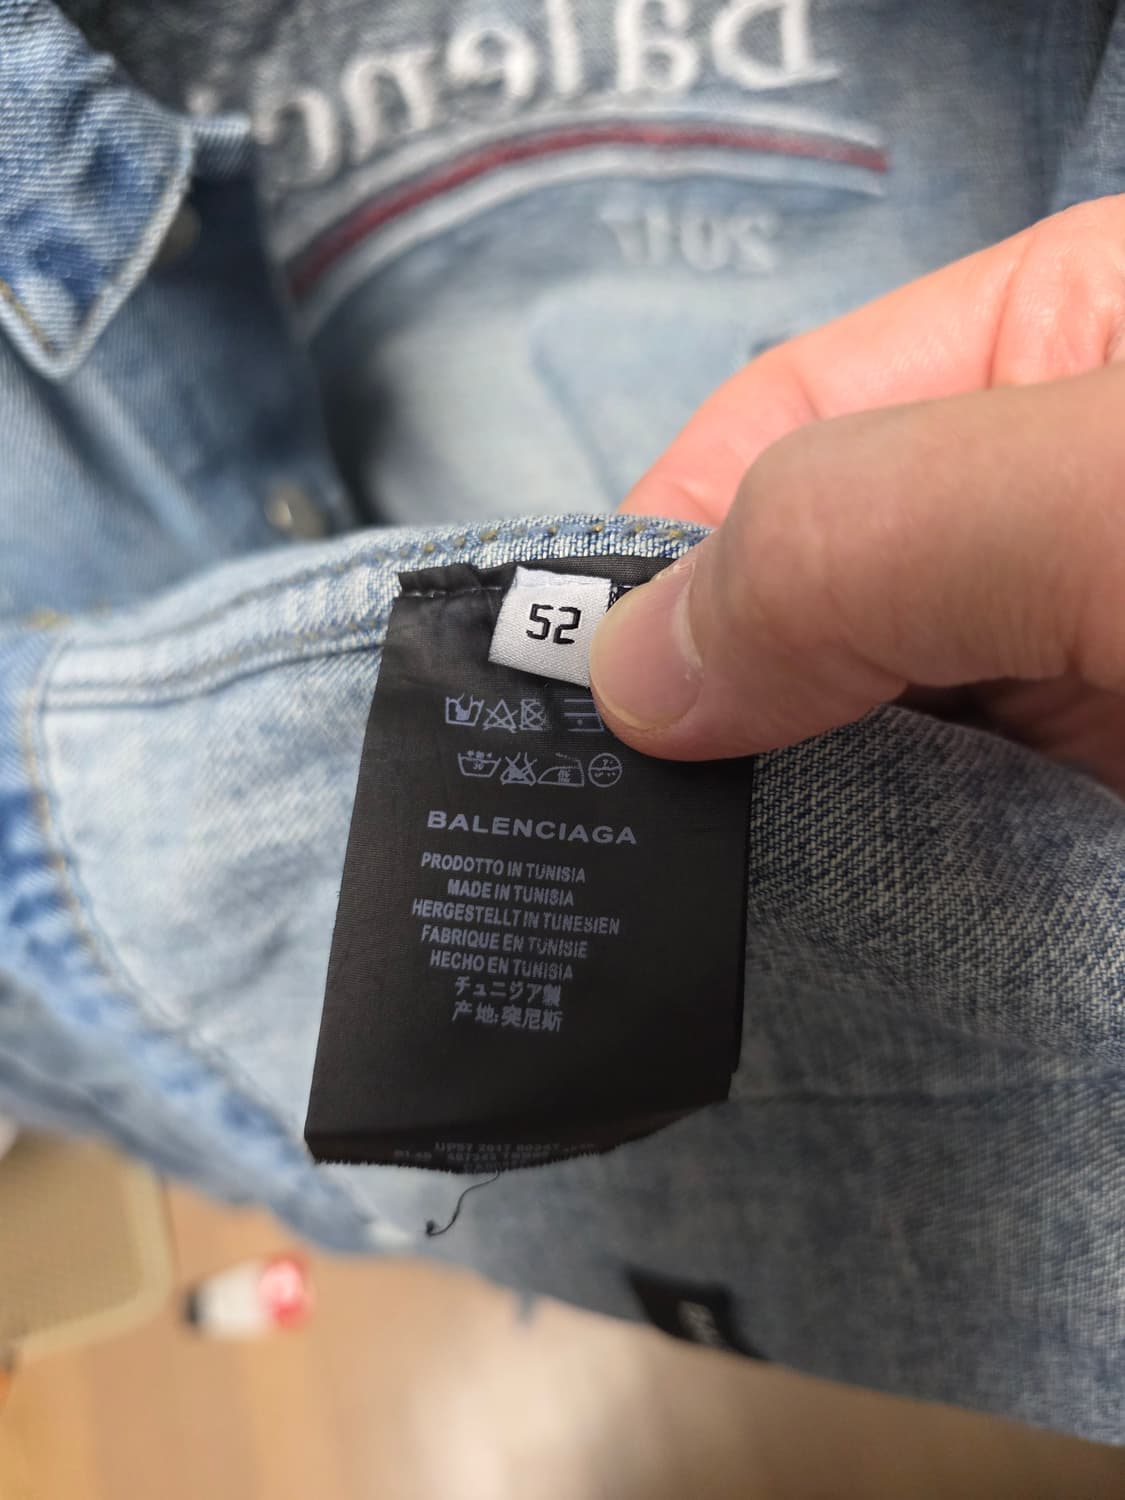 2017
52
BALENCIAGA
PRODOTTO IN TUNISIA
MADE IN TUNISIA
HERGESTELLT IN TUNESIEN
FABRIQUE EN TUNISIE
HECHO EN TUNISIA
チュニジア製
产地:突尼斯